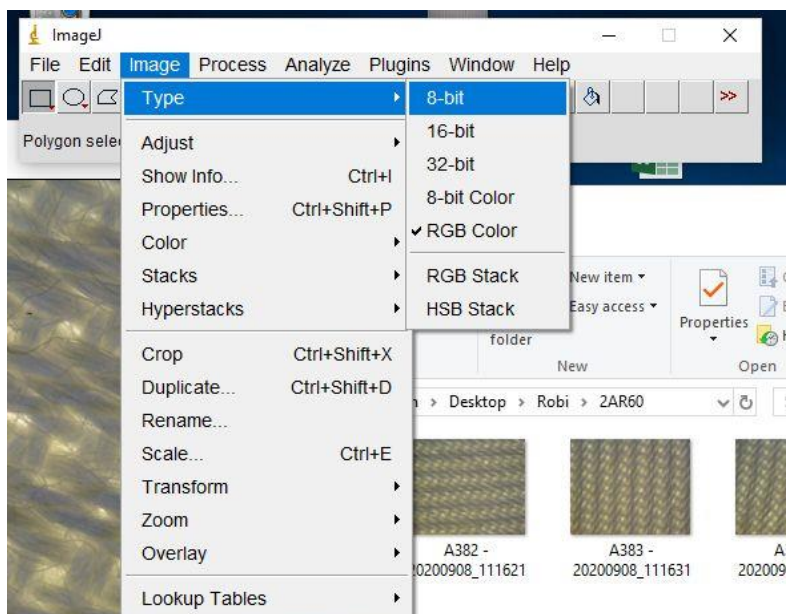 ImageJ
File Edit Image Process Analyze Plugins Window Help
>>
Polygon sele
Type
Adjust
Show Info... Ctrl+I
Properties... Ctrl+Shift+P
Color
Stacks
Hyperstacks
Crop Ctrl+Shift+X
Duplicate... Ctrl+Shift+D
Rename...
Scale... Ctrl+E
Transform
Zoom
Overlay
Lookup Tables
8-bit
16-bit
32-bit
8-bit Color
RGB Color
RGB Stack
HSB Stack
New item
Easy access
folder
New
Properties
Open
> Desktop > Robi > 2AR60
A382 -
20200908_111621
A383 -
20200908_111631
A
202009